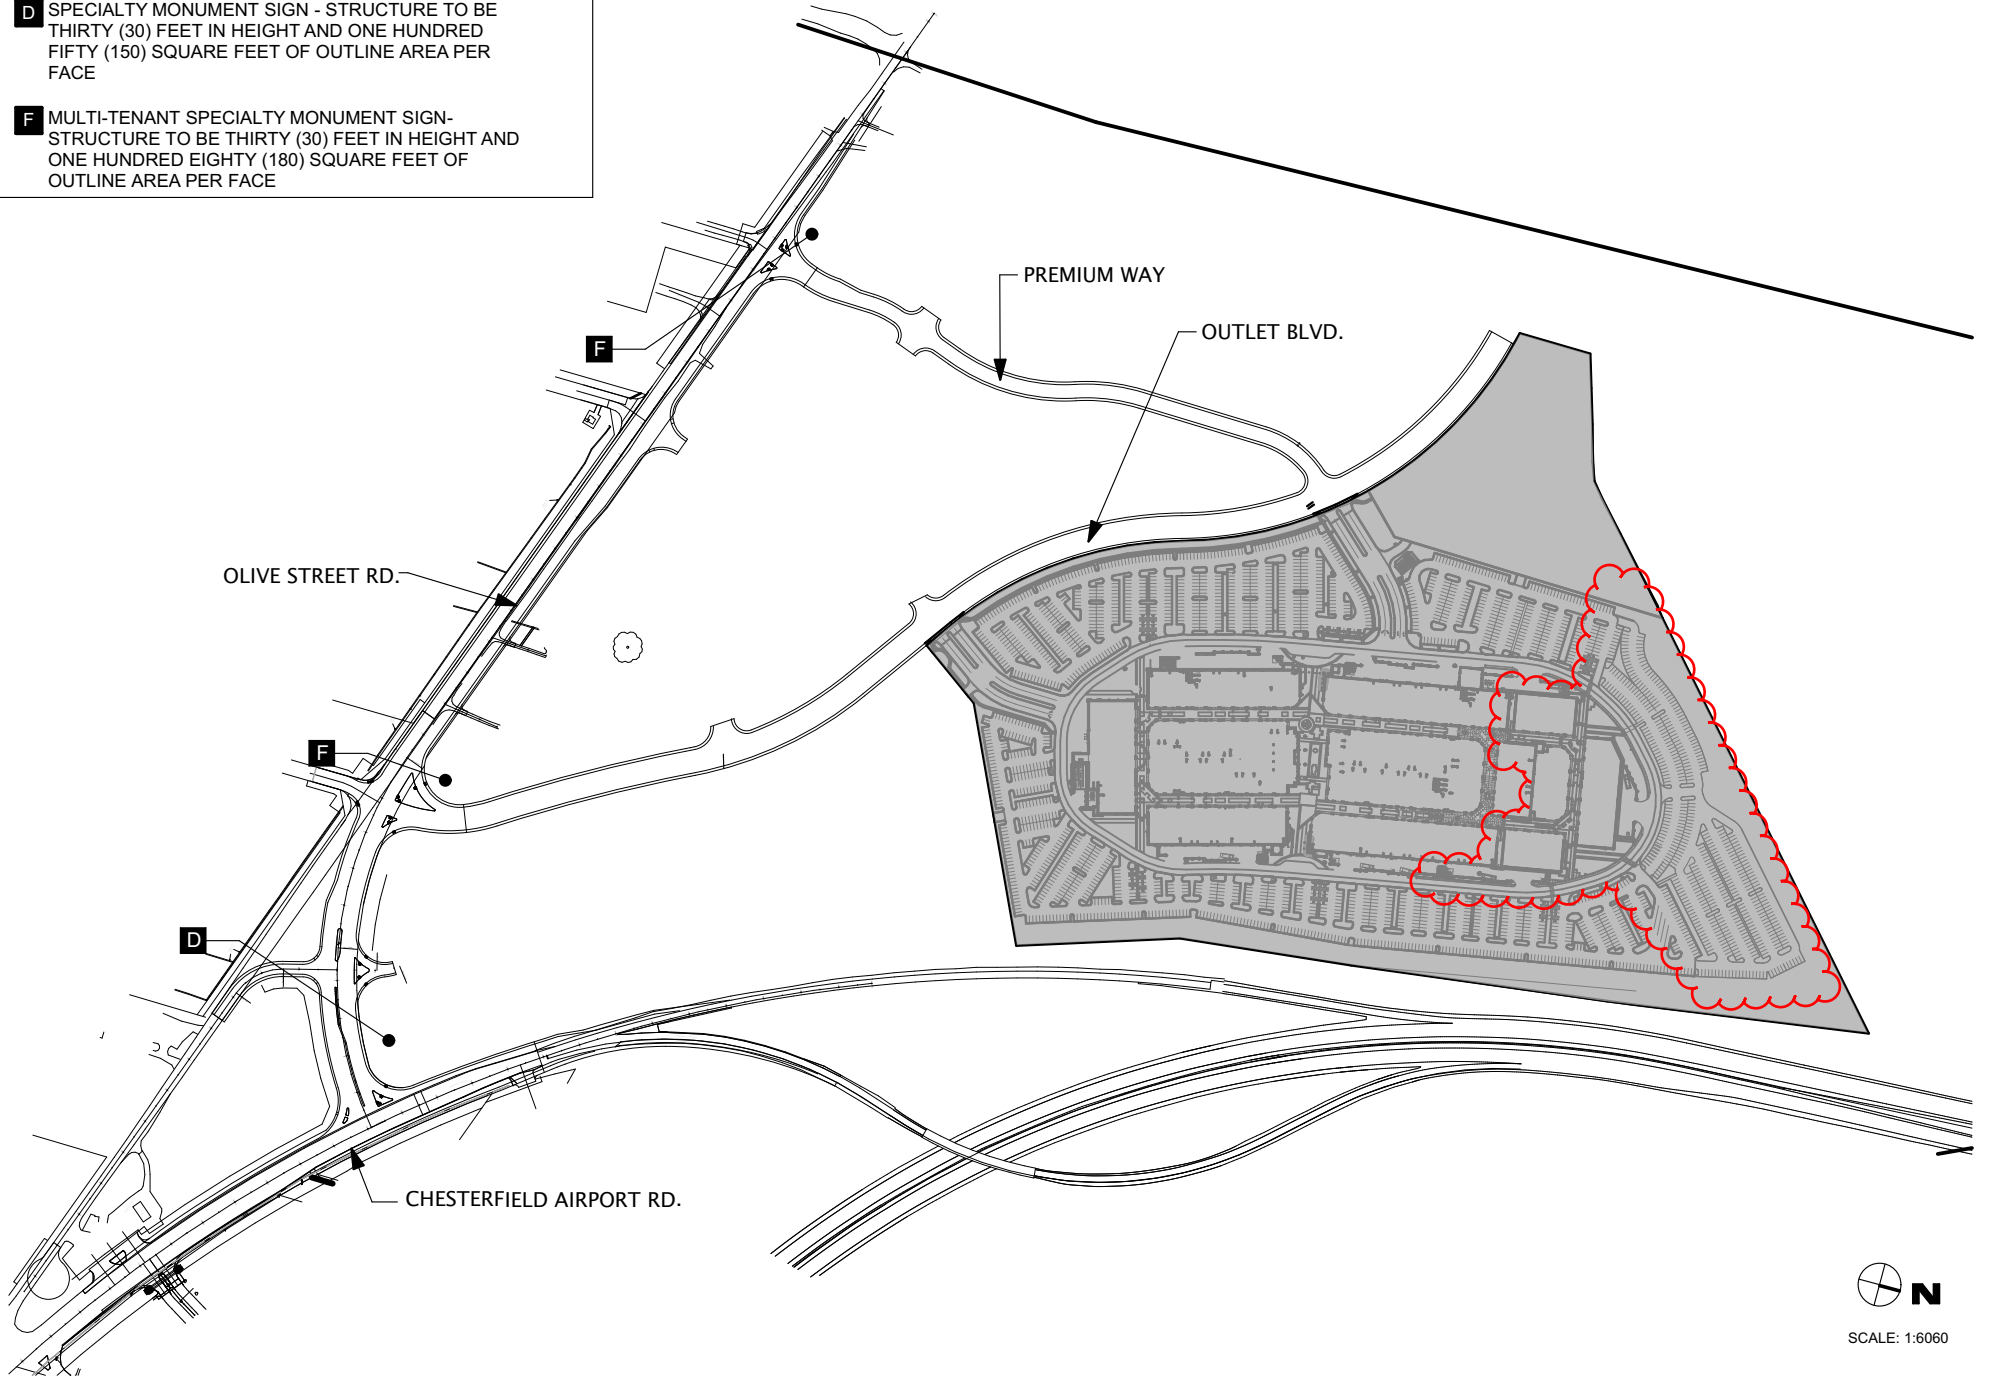 D SPECIALTY MONUMENT SIGN - STRUCTURE TO BE
THIRTY (30) FEET IN HEIGHT AND ONE HUNDRED
FIFTY (150) SQUARE FEET OF OUTLINE AREA PER
FACE
F MULTI-TENANT SPECIALTY MONUMENT SIGN-
STRUCTURE TO BE THIRTY (30) FEET IN HEIGHT AND
ONE HUNDRED EIGHTY (180) SQUARE FEET OF
OUTLINE AREA PER FACE
PREMIUM WAY
OUTLET BLVD.
F
OLIVE STREET RD.
F
D
CHESTERFIELD AIRPORT RD.
N
SCALE: 1:6060